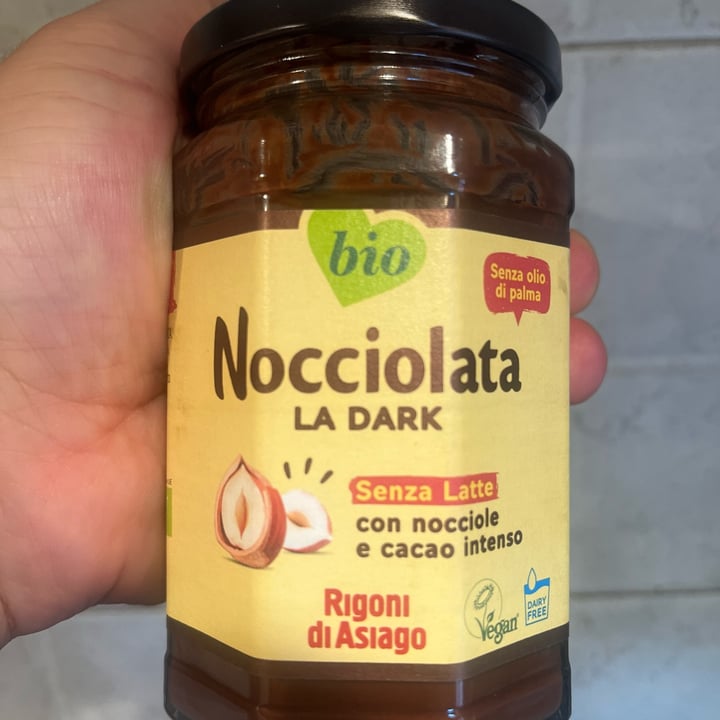 bio
Senza olio
di palma
Nocciolata
LA DARK
Senza Latte
con nocciole
e cacao intenso
Rigoni
di Asiago
Vegan
DAIRY
FREE